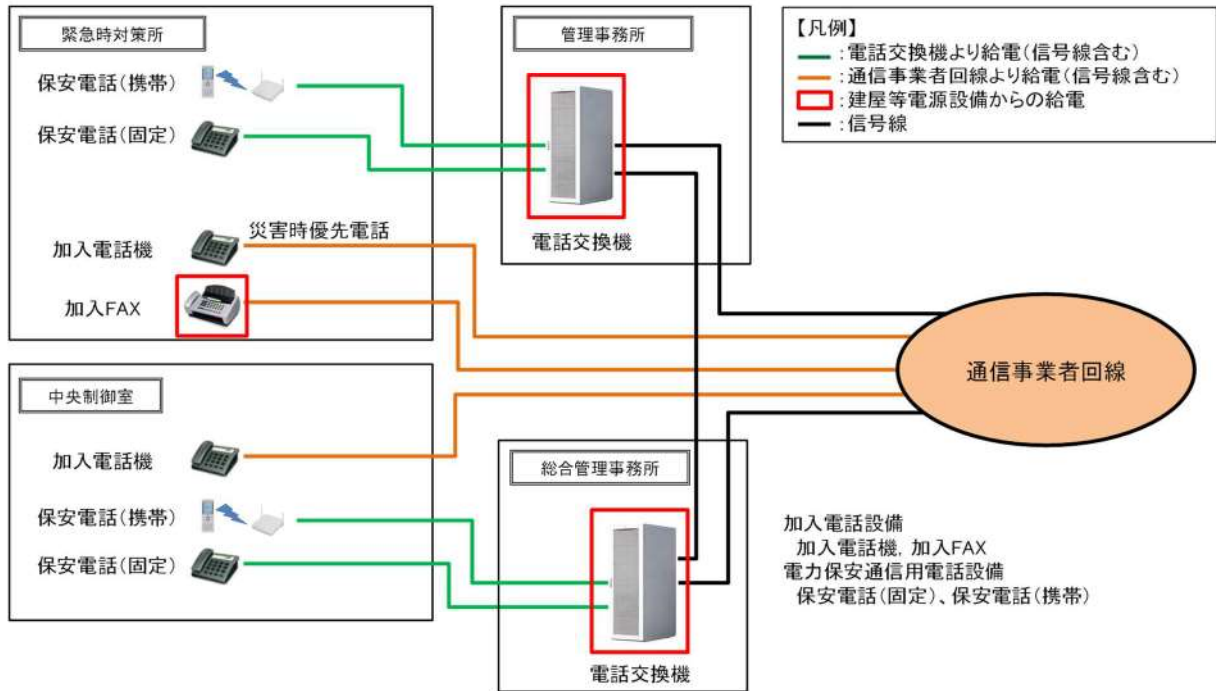 緊急時対策所
保安電話(携帯)
保安電話(固定)
加入電話機
災害時優先電話
加入FAX
管理事務所
電話交換機
【凡例】
:電話交換機より給電(信号線含む)
:通信事業者回線より給電(信号線含む)
:建屋等電源設備からの給電
:信号線
通信事業者回線
中央制御室
加入電話機
保安電話(携帯)
保安電話(固定)
総合管理事務所
電話交換機
加入電話設備
加入電話機, 加入FAX
電力保安通信用電話設備
保安電話(固定)、保安電話(携帯)